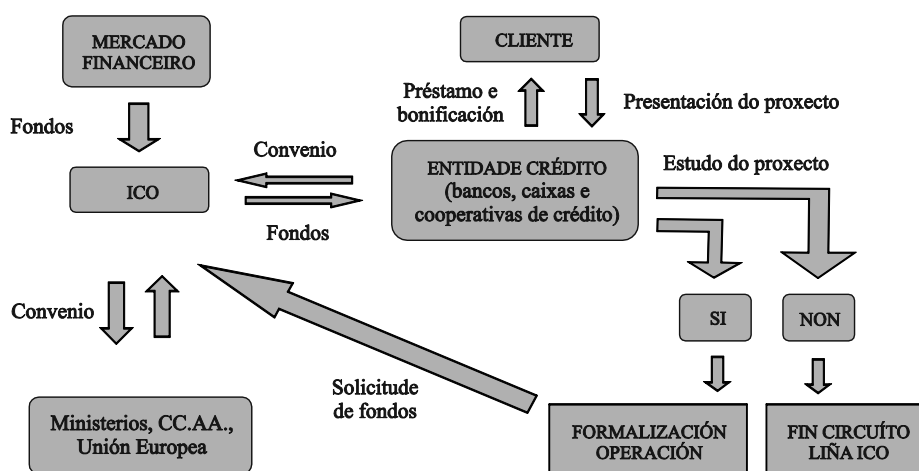 MERCADO
FINANCEIRO
CLIENTE
Fondos
Préstamo e
bonificación
Presentación do proxecto
ICO
Convenio
Fondos
ENTIDADE CRÉDITO
(bancos, caixas e
cooperativas de crédito)
Estudo do proxecto
Convenio
SI
NON
Solicitude
de fondos
Ministerios, CC.AA.,
Unión Europea
FORMALIZACIÓN
OPERACIÓN
FIN CIRCUÍTO
LIÑA ICO